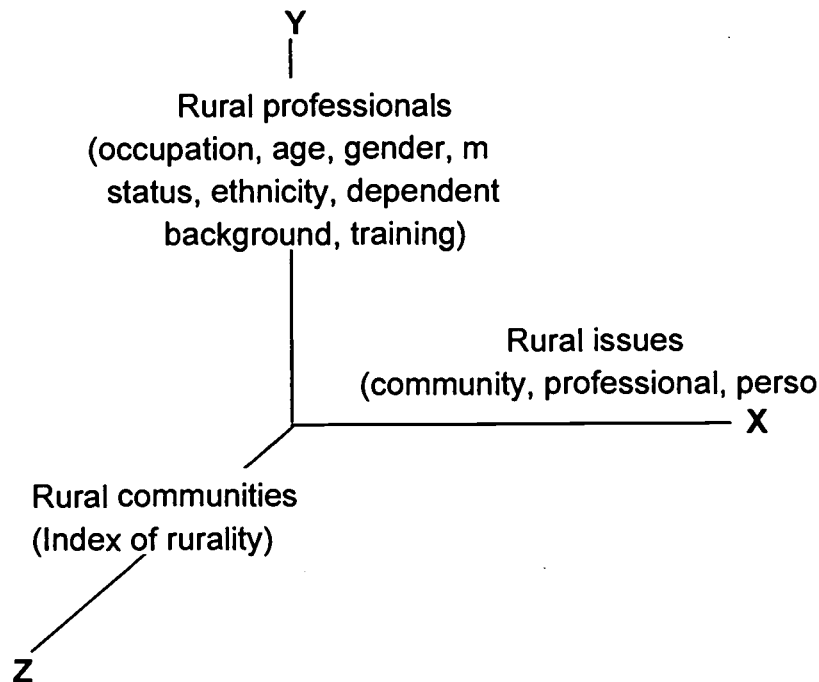 Y
Rural professionals
(occupation, age, gender, m
status, ethnicity, dependent
background, training)
Rural issues
(community, professional, perso
X
Rural communities
(Index of rurality)
Z